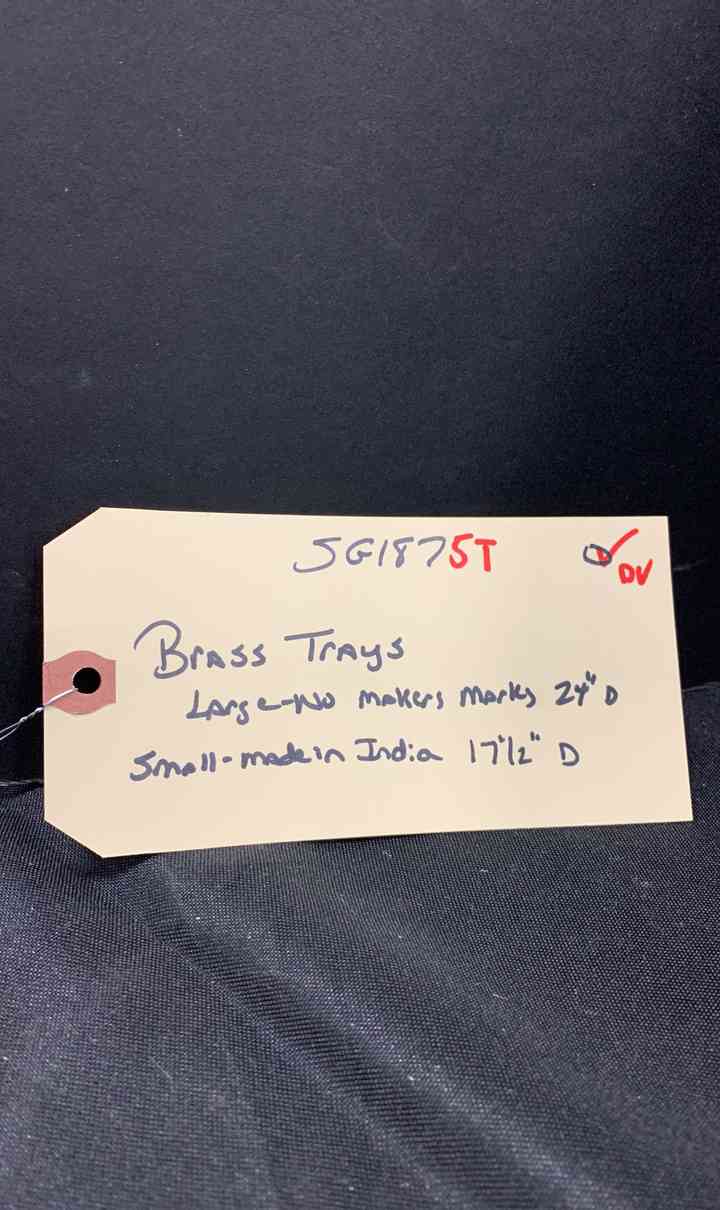 SG1875T
DV
Brass Trays
Large-No makers marks 24" D
Small-made in India 17 1/2" D